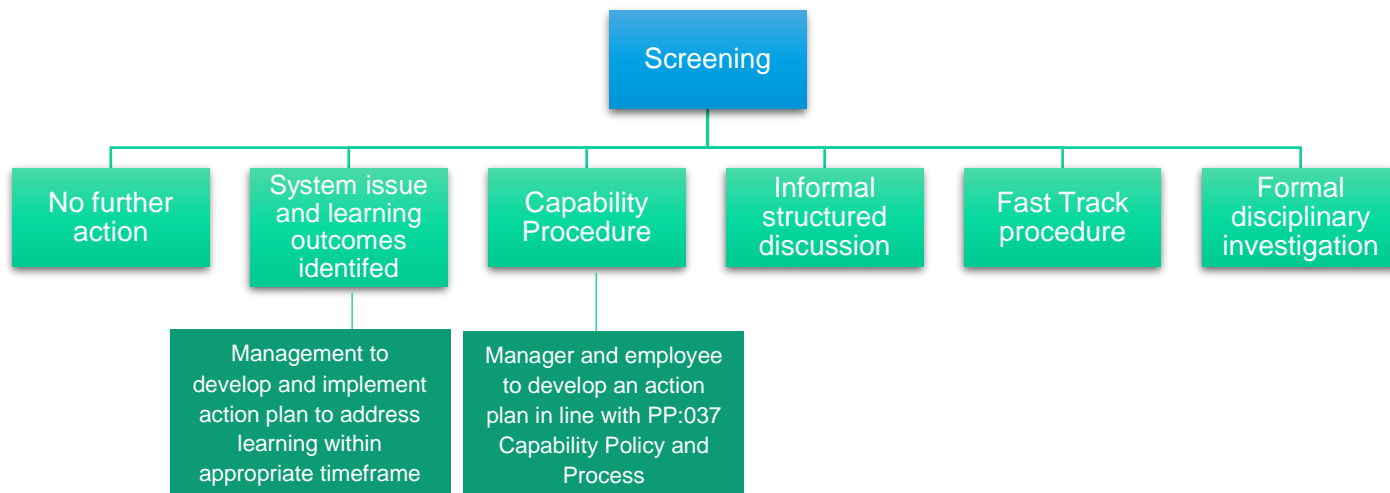 Screening
No further
action
System issue
and learning
outcomes
identifed
Capability
Procedure
Informal
structured
discussion
Fast Track
procedure
Formal
disciplinary
investigation
Management to
develop and implement
action plan to address
learning within
appropriate timeframe
Manager and employee
to develop an action
plan in line with PP:037
Capability Policy and
Process